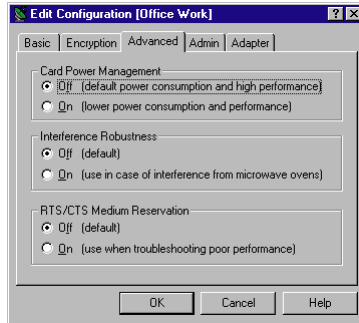 Edit Configuration [Office Work]
Basic Encryption Advanced Admin Adapter
Card Power Management
Off (default power consumption and high performance)
On (lower power consumption and performance)
Interference Robustness
Off (default)
On (use in case of interference from microwave ovens)
RTS/CTS Medium Reservation
Off (default)
On (use when troubleshooting poor performance)
OK Cancel Help